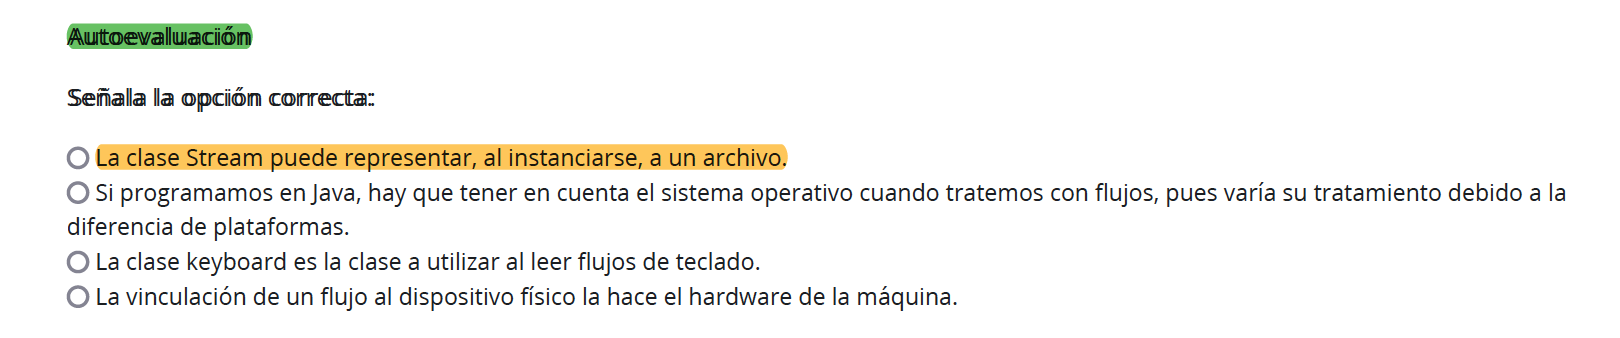 Autoevaluación
Señala la opción correcta:
La clase Stream puede representar, al instanciarse, a un archivo.
Si programamos en Java, hay que tener en cuenta el sistema operativo cuando tratemos con flujos, pues varía su tratamiento debido a la
diferencia de plataformas.
La clase keyboard es la clase a utilizar al leer flujos de teclado.
La vinculación de un flujo al dispositivo físico la hace el hardware de la máquina.